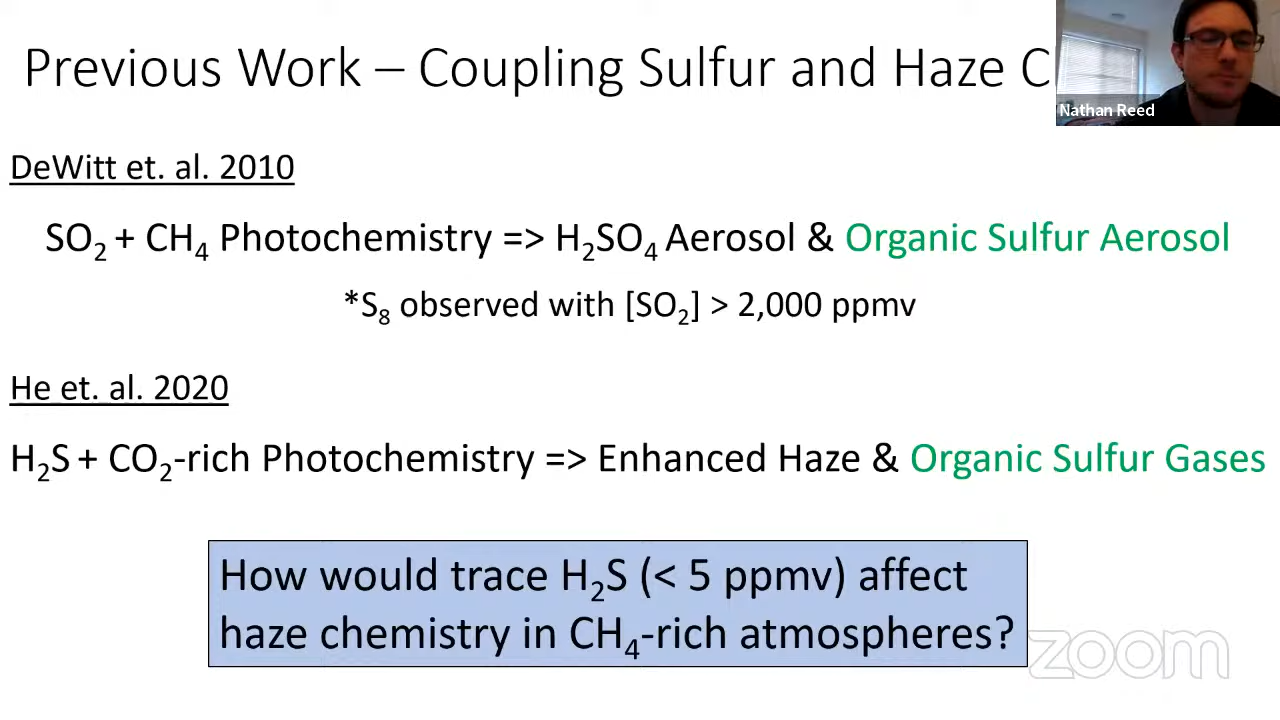 Previous Work – Coupling Sulfur and Haze
Nathan Reed
DeWitt et. al. 2010
SO₂ + CH₄ Photochemistry => H₂SO₄ Aerosol & Organic Sulfur Aerosol
*S₈ observed with [SO₂] > 2,000 ppmv
He et. al. 2020
H₂S + CO₂-rich Photochemistry => Enhanced Haze & Organic Sulfur Gases
How would trace H₂S (< 5 ppmv) affect
haze chemistry in CH₄-rich atmospheres?
zoom